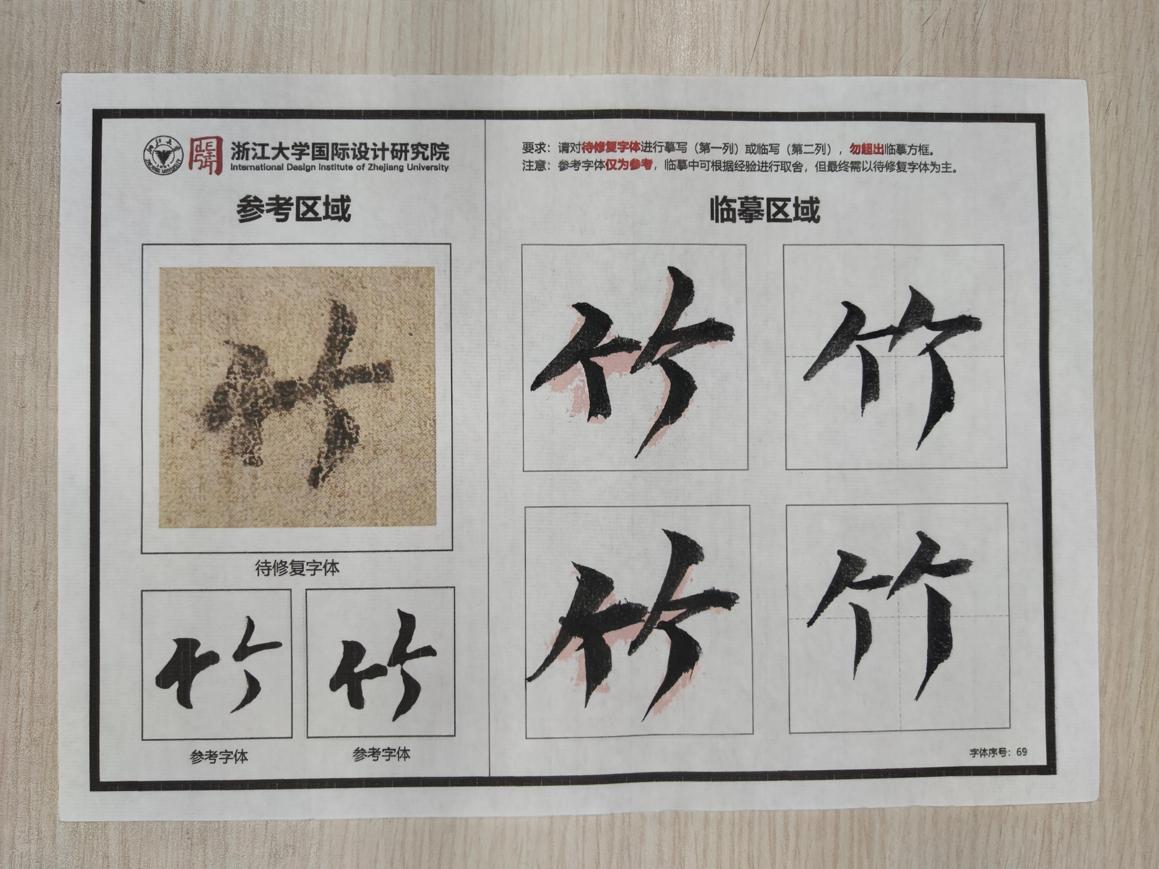 浙江大学国际设计研究院
International Design Institute of Zhejiang University
参考区域
竹
待修复字体
竹 竹
参考字体 参考字体
要求：请对待修复字体进行摹写（第一列）或临写（第二列），勿超出临摹方框。
注意：参考字体仅为参考，临摹中可根据经验进行取舍，但最终需以待修复字体为主。
临摹区域
竹 竹
竹 竹
字体序号：69